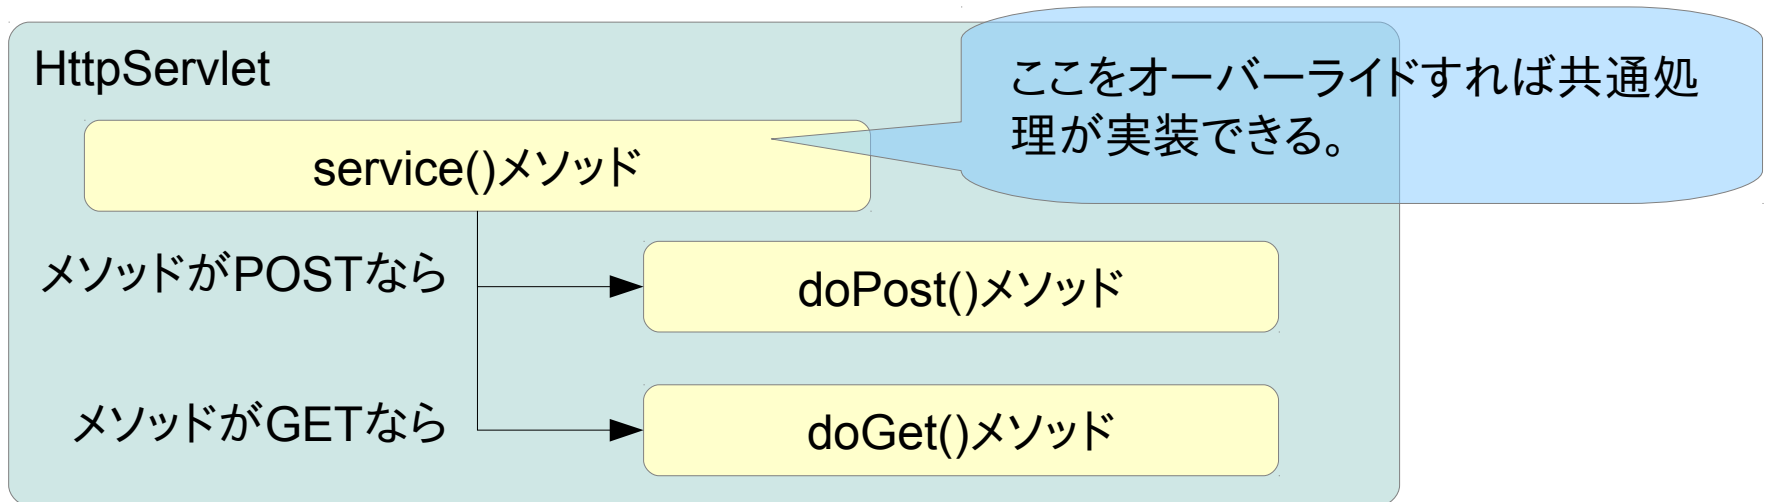 HttpServlet
ここをオーバーライドすれば共通処
理が実装できる。
service()メソッド
メソッドがPOSTなら
doPost()メソッド
メソッドがGETなら
doGet()メソッド